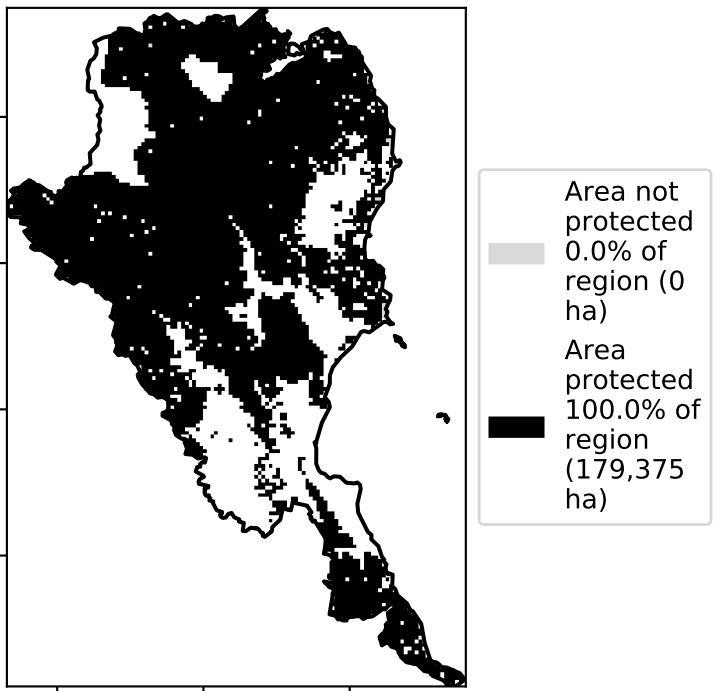 Area not
protected
0.0% of
region (0
ha)
Area
protected
100.0% of
region
(179,375
ha)